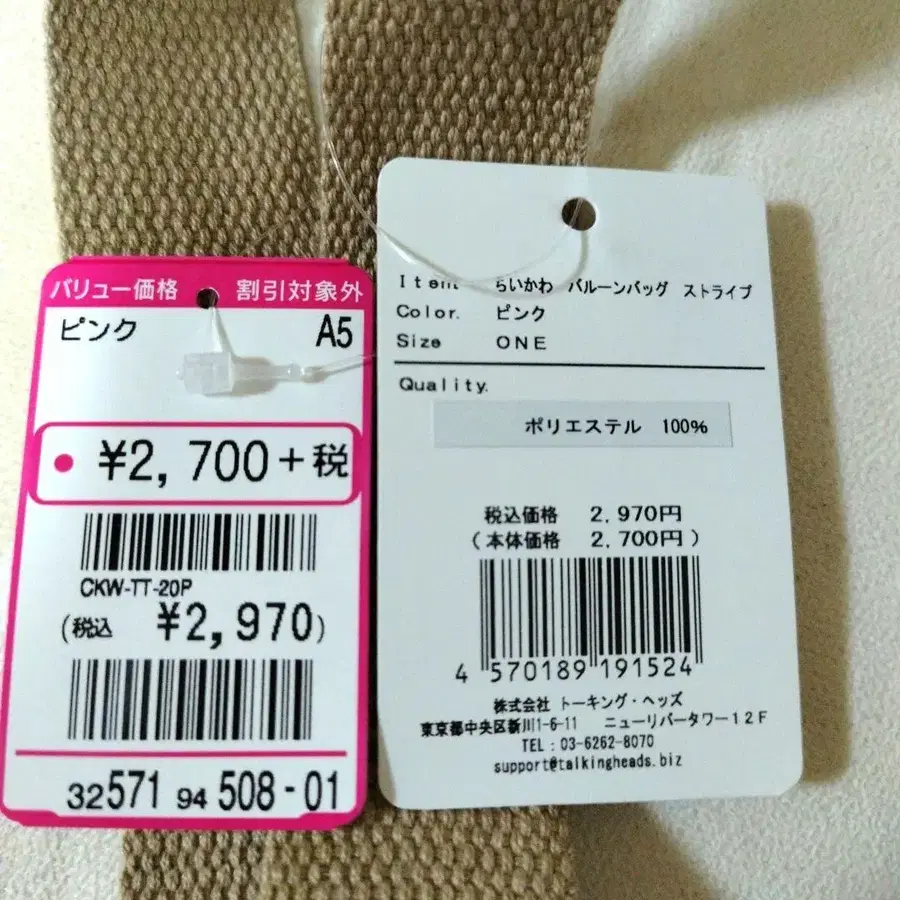 バリュー価格 割引対象外
ピンク A5
¥2,700+税
CKW-TT-20P
(税込 ¥2,970)
32571 94 508-01
Item ちいかわ バルーンバッグ ストライプ
Color. ピンク
Size ONE
Quality.
ポリエステル 100%
税込価格 2,970円
(本体価格 2,700円)
4 570189 191524
株式会社 トーキング・ヘッズ
東京都中央区新川1-6-11 ニューリバータワー12F
TEL:03-6262-8070
support@talkingheads.biz